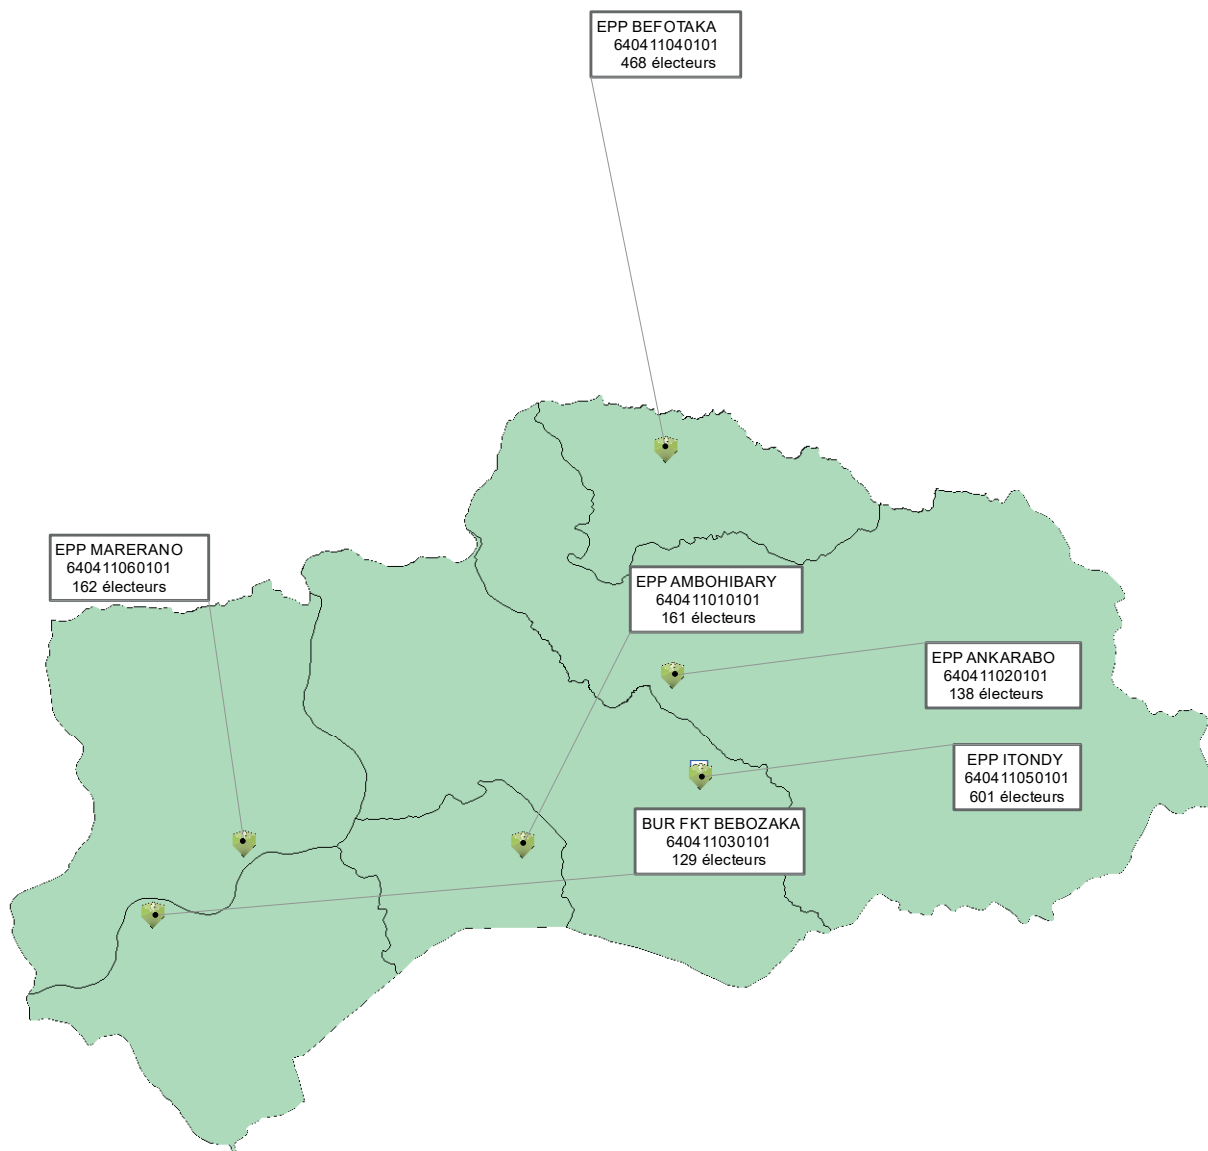 EPP BEFOTAKA
640411040101
468 électeurs
EPP MARERANO
640411060101
162 électeurs
EPP AMBOHIBARY
640411010101
161 électeurs
EPP ANKARABO
640411020101
138 électeurs
EPP ITONDY
640411050101
601 électeurs
BUR FKT BEBOZAKA
640411030101
129 électeurs